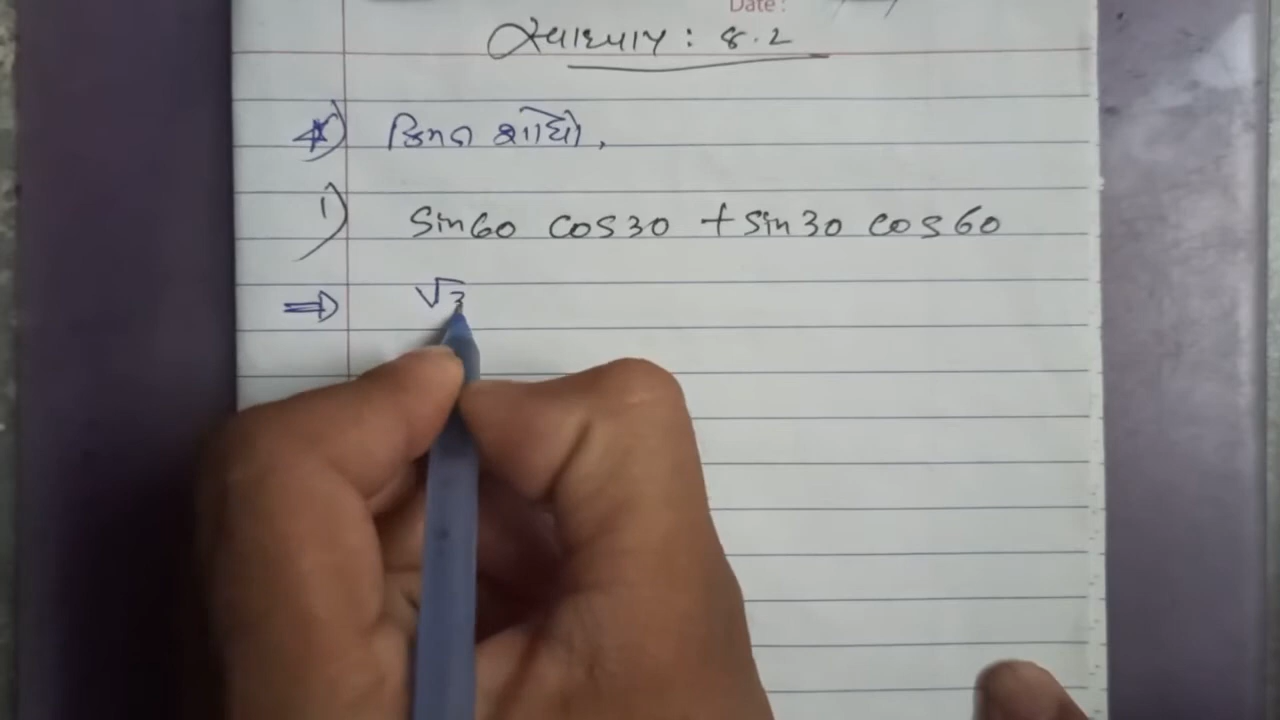 Date :
સ્વાધ્યાય : 8.2
*) કિંમત શોધો,
1) Sin60 cos30 + sin30 cos60
⇒ √3